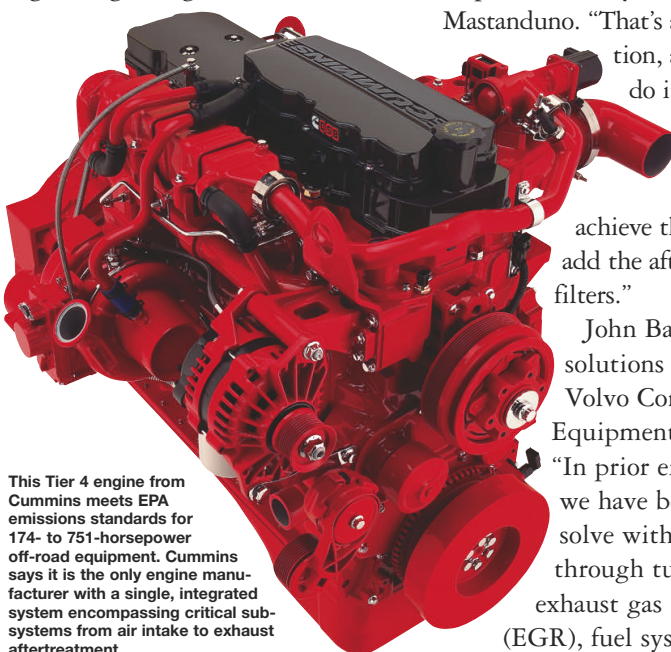 Mastanduno. “That’s
tion,
do i
achieve th
add the af
filters.”
John Ba
solutions
Volvo Con
Equipment
“In prior e
we have b
solve with
through tu
exhaust gas
(EGR), fuel sys
CUMMINS
This Tier 4 engine from
Cummins meets EPA
emissions standards for
174- to 751-horsepower
off-road equipment. Cummins
says it is the only engine manu-
facturer with a single, integrated
system encompassing critical sub-
systems from air intake to exhaust
aftertreatment.